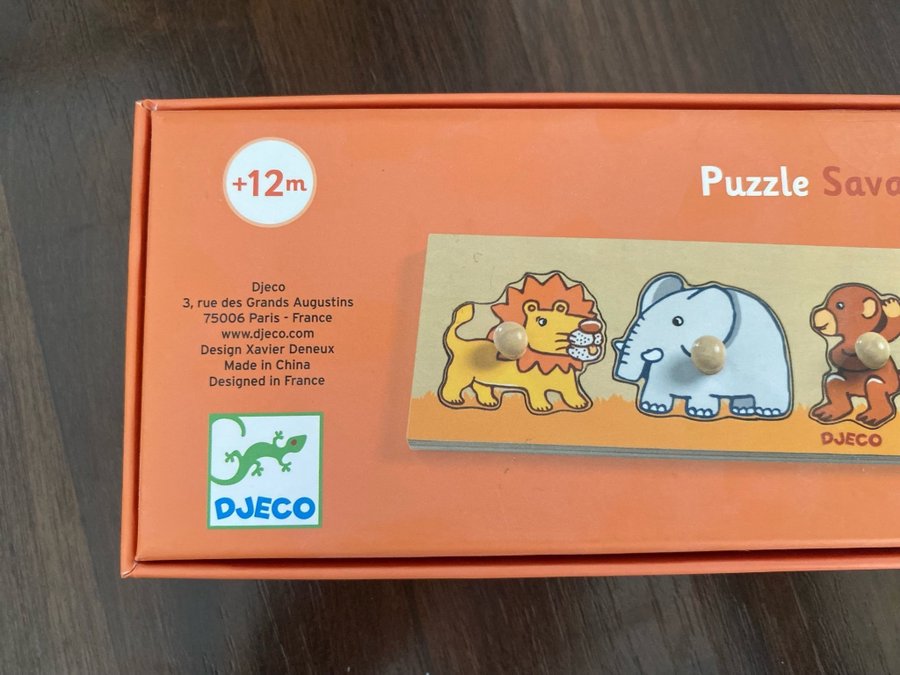 +12m
Puzzle
Djeco
3, rue des Grands Augustins
75006 Paris - France
www.djeco.com
Design Xavier Deneux
Made in China
Designed in France
DJECO
DJECO